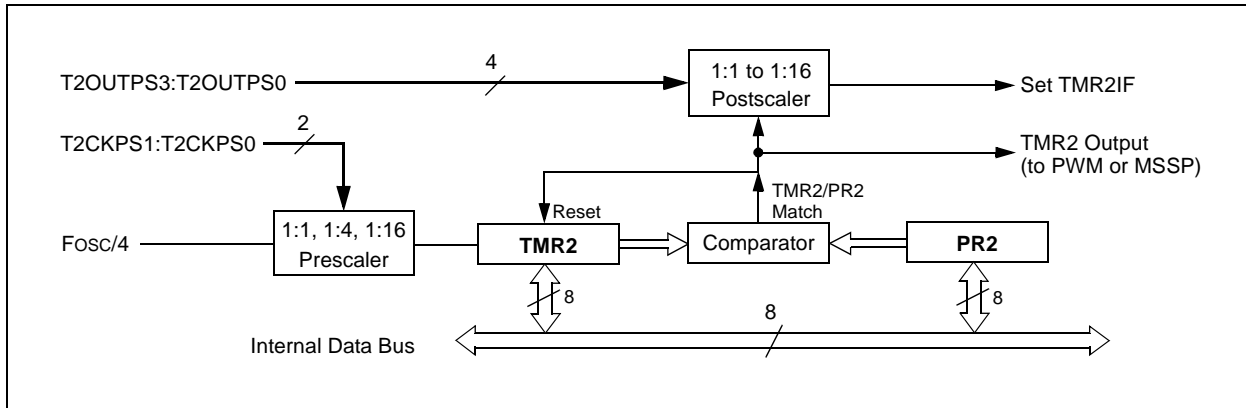 T2OUTPS3:T2OUTPS0
4
1:1 to 1:16
Postscaler
Set TMR2IF
T2CKPS1:T2CKPS0
2
TMR2 Output
(to PWM or MSSP)
TMR2/PR2
Match
Reset
FOSC/4
1:1, 1:4, 1:16
Prescaler
TMR2
Comparator
PR2
8
8
8
Internal Data Bus